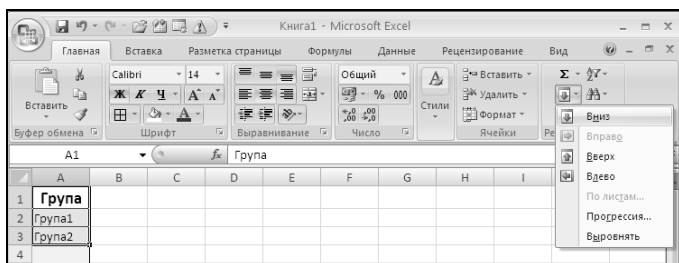 Книга1 - Microsoft Excel
Главная Вставка Разметка страницы Формулы Данные Рецензирование Вид
Вставить
Calibri 14
Ж К Ч
Общий
% 000
Стили
Вставить
Удалить
Формат
Σ
Буфер обмена Шрифт Выравнивание Число Ячейки Ре
A1 fx Група
Вниз
Вправо
Вверх
Влево
По листам...
Прогрессия...
Выровнять
A B C D E F G H I
1 Група
2 Група1
3 Група2
4